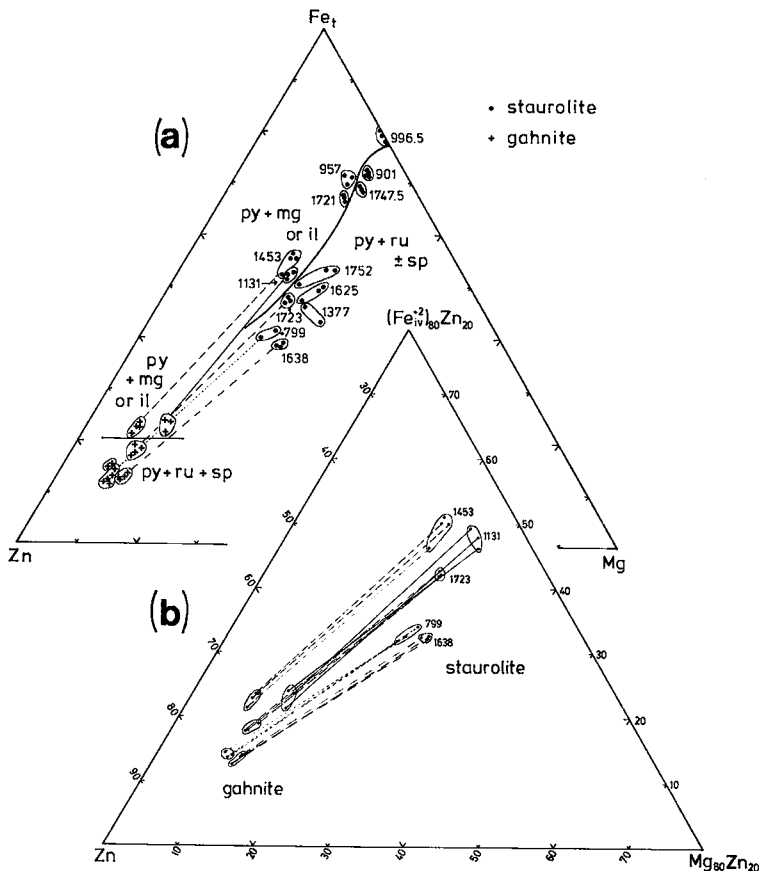 Fe_t
(a)
• staurolite
+ gahnite
996.5
957
901
1721
1747.5
py + mg
or il
py + ru
± sp
1453
1752
1131
1625
1723
1377
799
1638
py
+ mg
or il
py + ru + sp
Zn
Mg
(b)
(Fe_iv^+2)_80 Zn_20
30
70
40
60
50
1453
50
1131
60
1723
40
70
799
1638
30
staurolite
80
20
90
gahnite
10
Zn
10
20
30
40
50
60
70
Mg_80 Zn_20